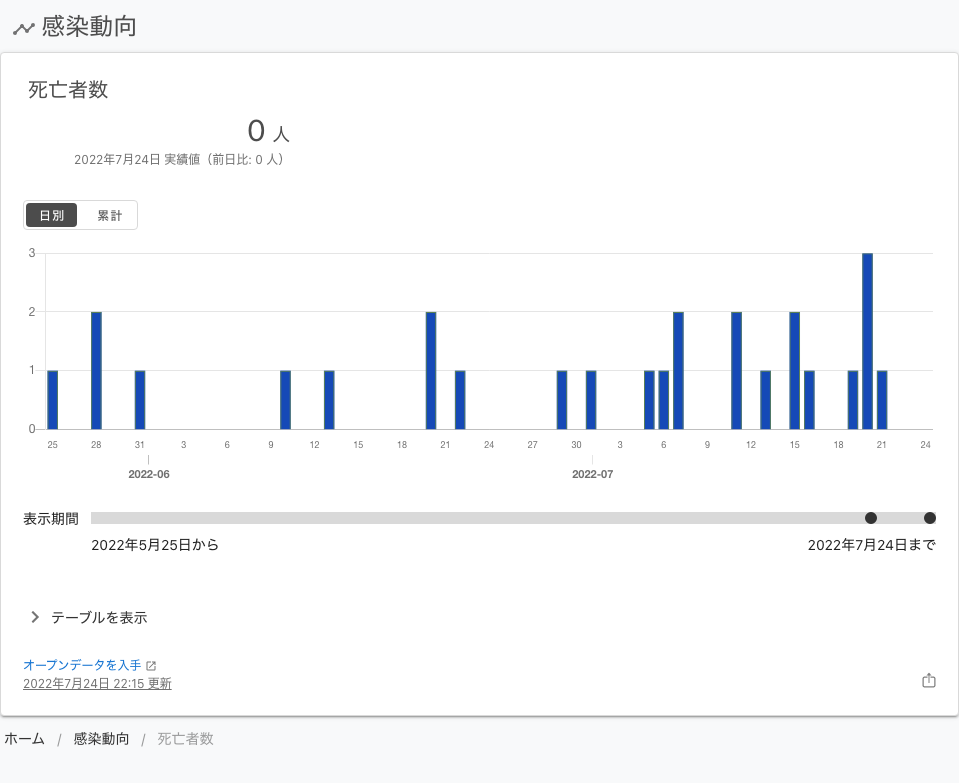 感染動向
死亡者数
0 人
2022年7月24日 実績値（前日比: 0 人）
日別 累計
3
2
1
0
25 28 31 3 6 9 12 15 18 21 24 27 30 3 6 9 12 15 18 21 24
2022-06 2022-07
表示期間
2022年5月25日から 2022年7月24日まで
テーブルを表示
オープンデータを入手
2022年7月24日 22:15 更新
ホーム / 感染動向 / 死亡者数